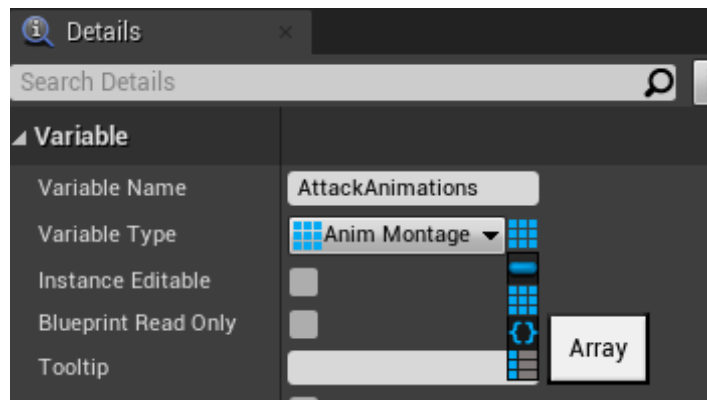 Details
Search Details
Variable
Variable Name AttackAnimations
Variable Type Anim Montage
Instance Editable
Blueprint Read Only
Array
Tooltip